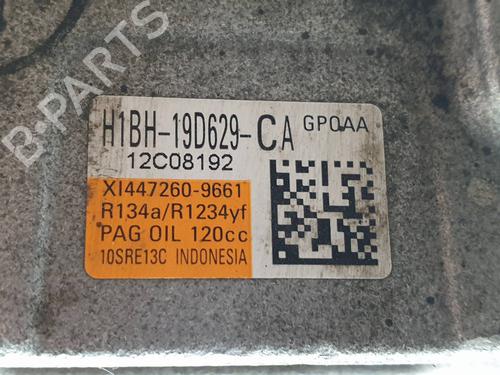 B-PARTS
H1BH-19D629-CA GPOAA
12C08192
XI447260-9661
R134a/R1234yf
PAG OIL 120cc
10SRE13C INDONESIA